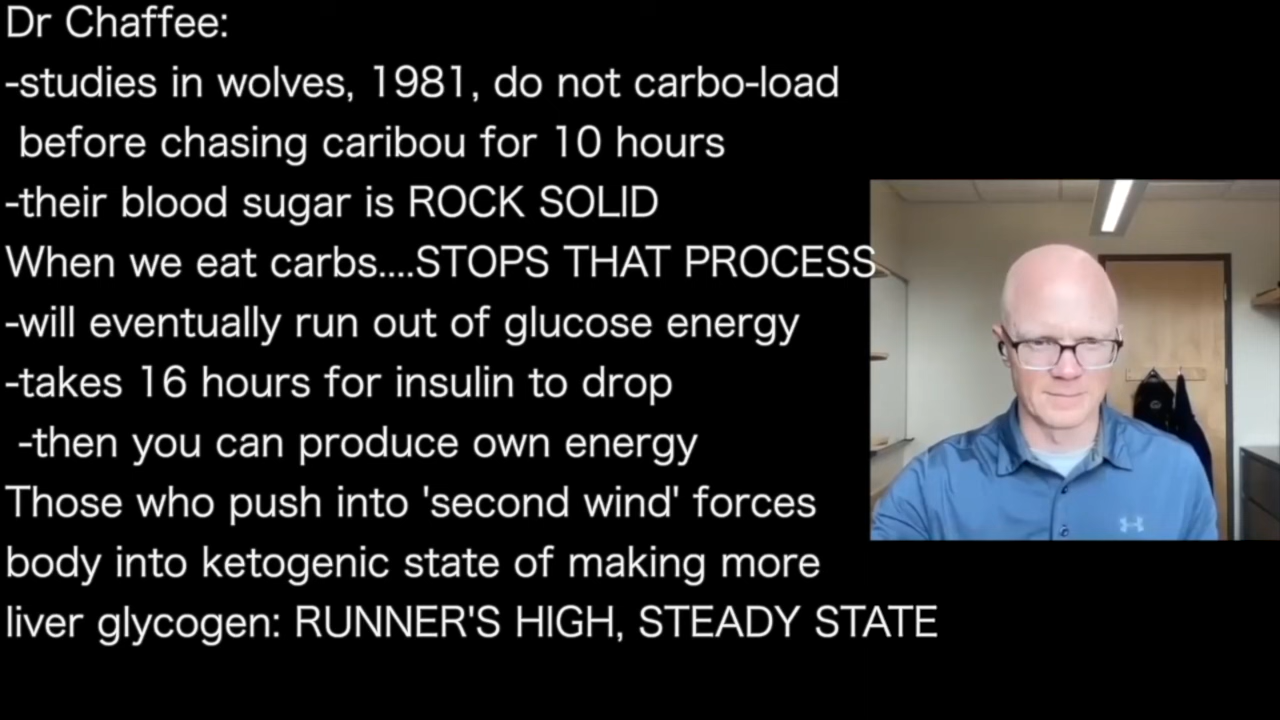 Dr Chaffee:
-studies in wolves, 1981, do not carbo-load
before chasing caribou for 10 hours
-their blood sugar is ROCK SOLID
When we eat carbs....STOPS THAT PROCESS
-will eventually run out of glucose energy
-takes 16 hours for insulin to drop
-then you can produce own energy
Those who push into 'second wind' forces
body into ketogenic state of making more
liver glycogen: RUNNER'S HIGH, STEADY STATE